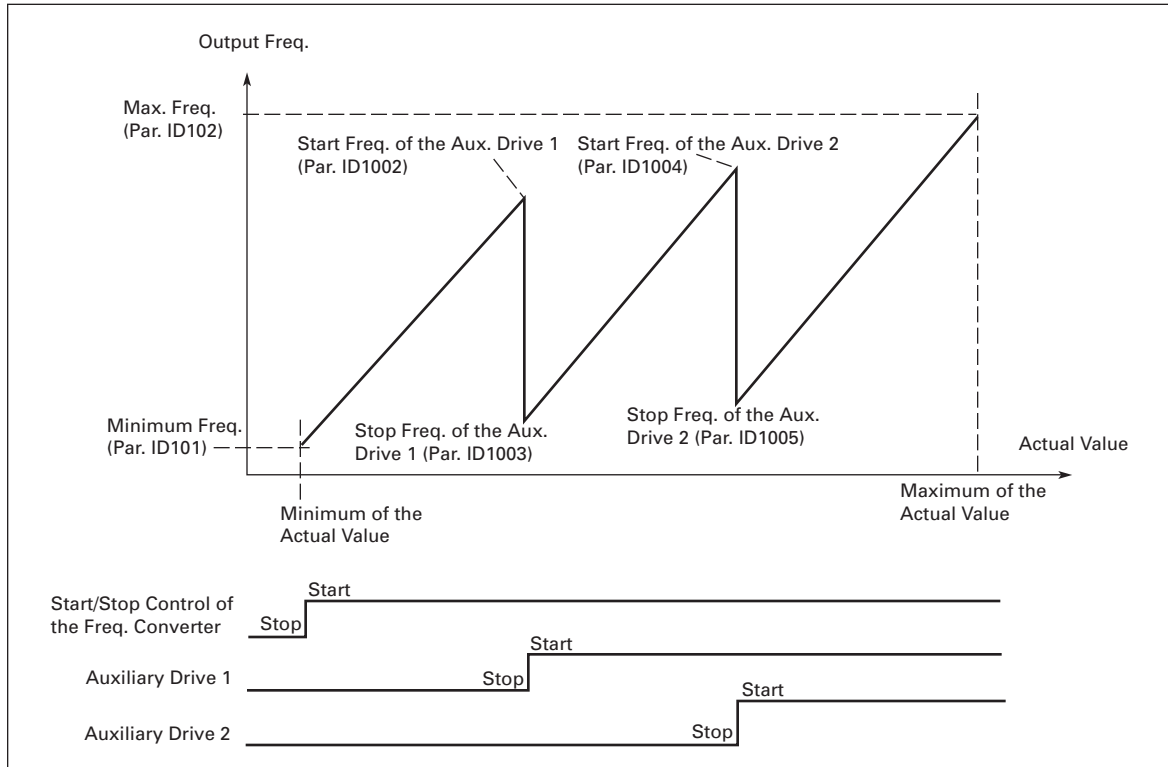 Output Freq.
Max. Freq.
(Par. ID102)
Start Freq. of the Aux. Drive 1
(Par. ID1002)
Start Freq. of the Aux. Drive 2
(Par. ID1004)
Minimum Freq.
(Par. ID101)
Stop Freq. of the Aux.
Drive 1 (Par. ID1003)
Stop Freq. of the Aux.
Drive 2 (Par. ID1005)
Actual Value
Minimum of the
Actual Value
Maximum of the
Actual Value
Start/Stop Control of
the Freq. Converter
Stop
Start
Auxiliary Drive 1
Stop
Start
Auxiliary Drive 2
Stop
Start